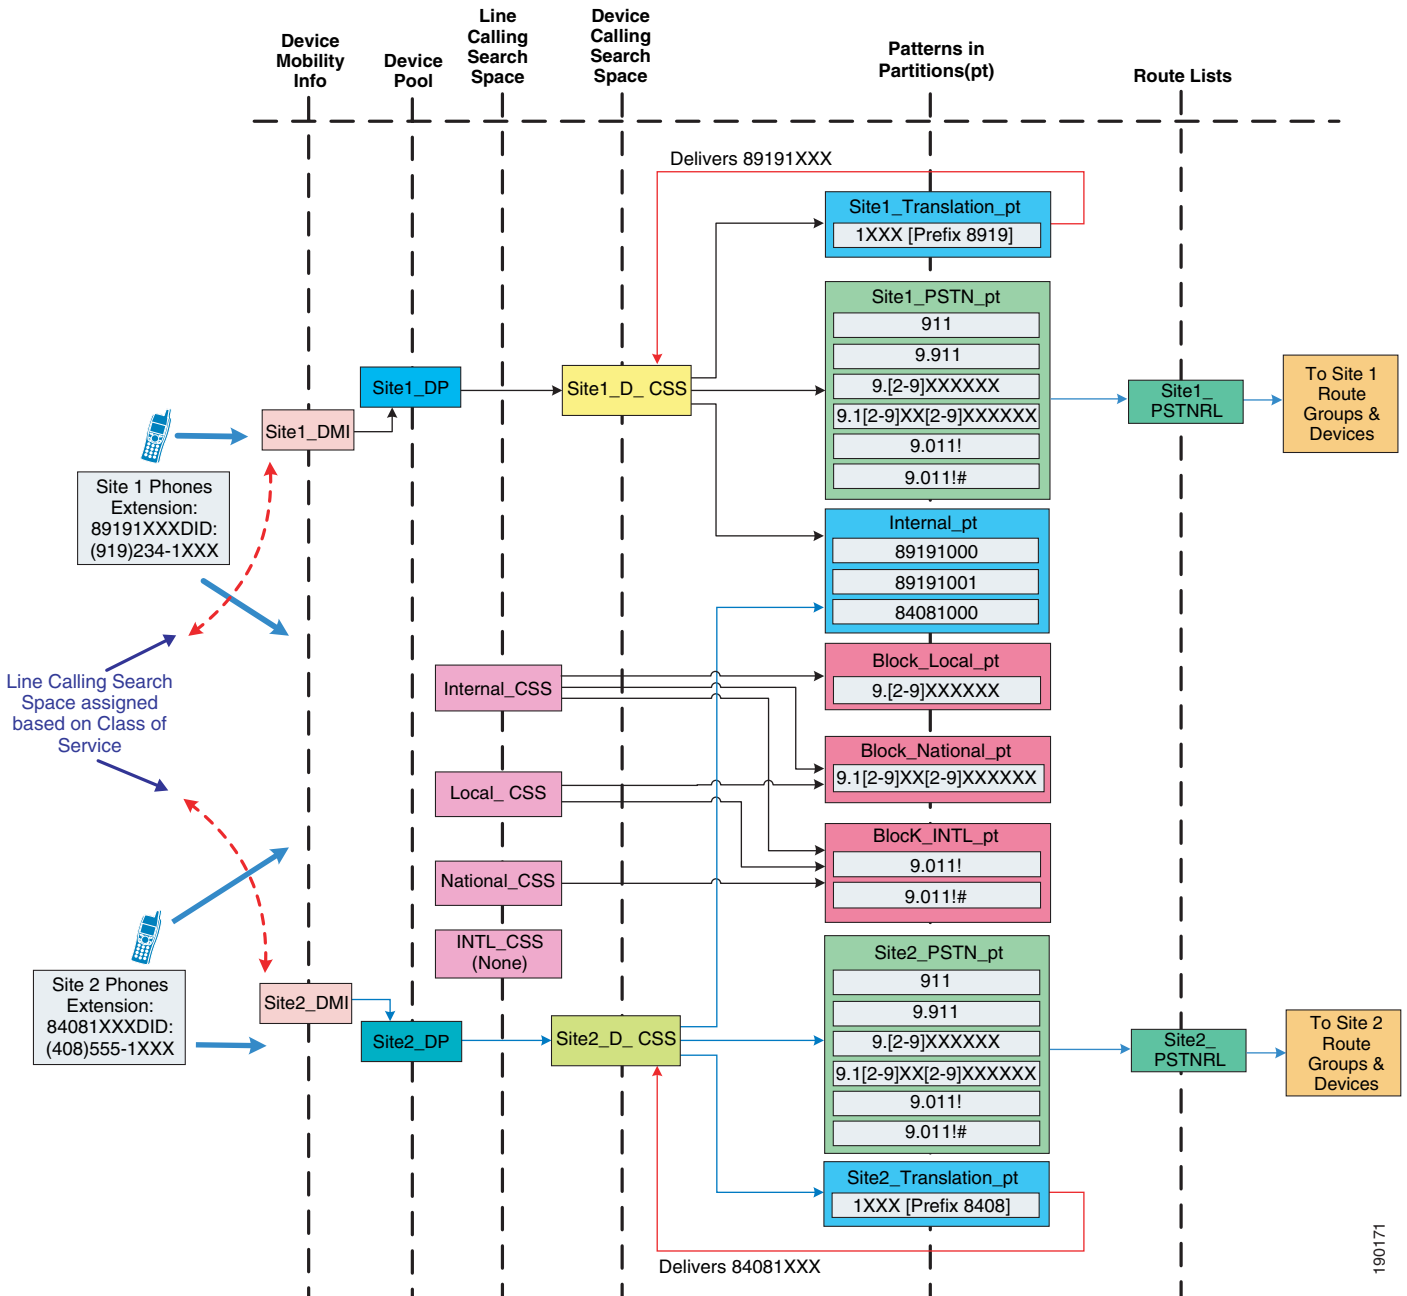 Device
Mobility
Info
Device
Pool
Line
Calling
Search
Space
Device
Calling
Search
Space
Patterns in
Partitions(pt)
Route Lists
Delivers 89191XXX
Site1_Translation_pt
1XXX [Prefix 8919]
Site1_PSTN_pt
911
9.911
9.[2-9]XXXXXX
9.1[2-9]XX[2-9]XXXXXX
9.011!
9.011!#
Site1_DP
Site1_D_ CSS
Site1_
PSTNRL
To Site 1
Route
Groups &
Devices
Site1_DMI
Site 1 Phones
Extension:
89191XXXDID:
(919)234-1XXX
Internal_pt
89191000
89191001
84081000
Line Calling Search
Space assigned
based on Class of
Service
Internal_CSS
Block_Local_pt
9.[2-9]XXXXXX
Block_National_pt
9.1[2-9]XX[2-9]XXXXXX
Local_ CSS
BlocK_INTL_pt
9.011!
9.011!#
National_CSS
INTL_CSS
(None)
Site 2 Phones
Extension:
84081XXXDID:
(408)555-1XXX
Site2_DMI
Site2_DP
Site2_D_ CSS
Site2_PSTN_pt
911
9.911
9.[2-9]XXXXXX
9.1[2-9]XX[2-9]XXXXXX
9.011!
9.011!#
Site2_
PSTNRL
To Site 2
Route
Groups &
Devices
Site2_Translation_pt
1XXX [Prefix 8408]
Delivers 84081XXX
190171